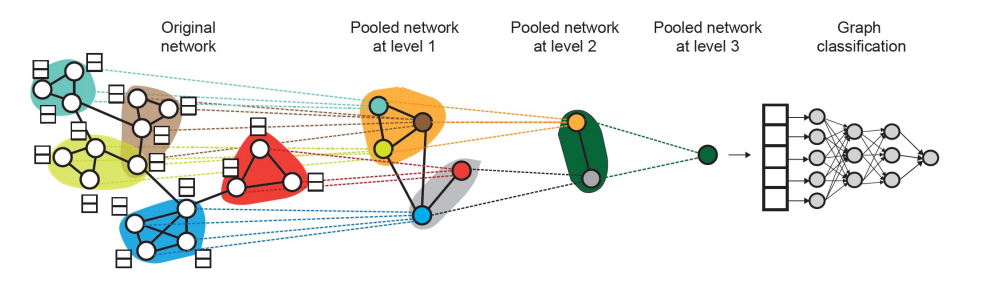 Original
network
Pooled network
at level 1
Pooled network
at level 2
Pooled network
at level 3
Graph
classification